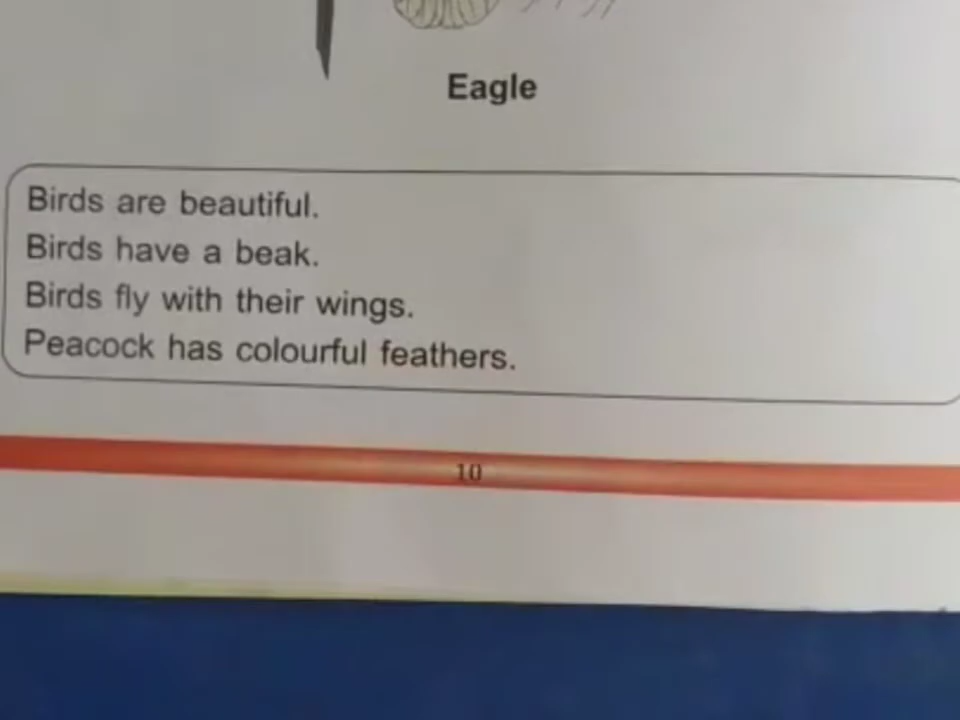 Eagle
Birds are beautiful.
Birds have a beak.
Birds fly with their wings.
Peacock has colourful feathers.
10